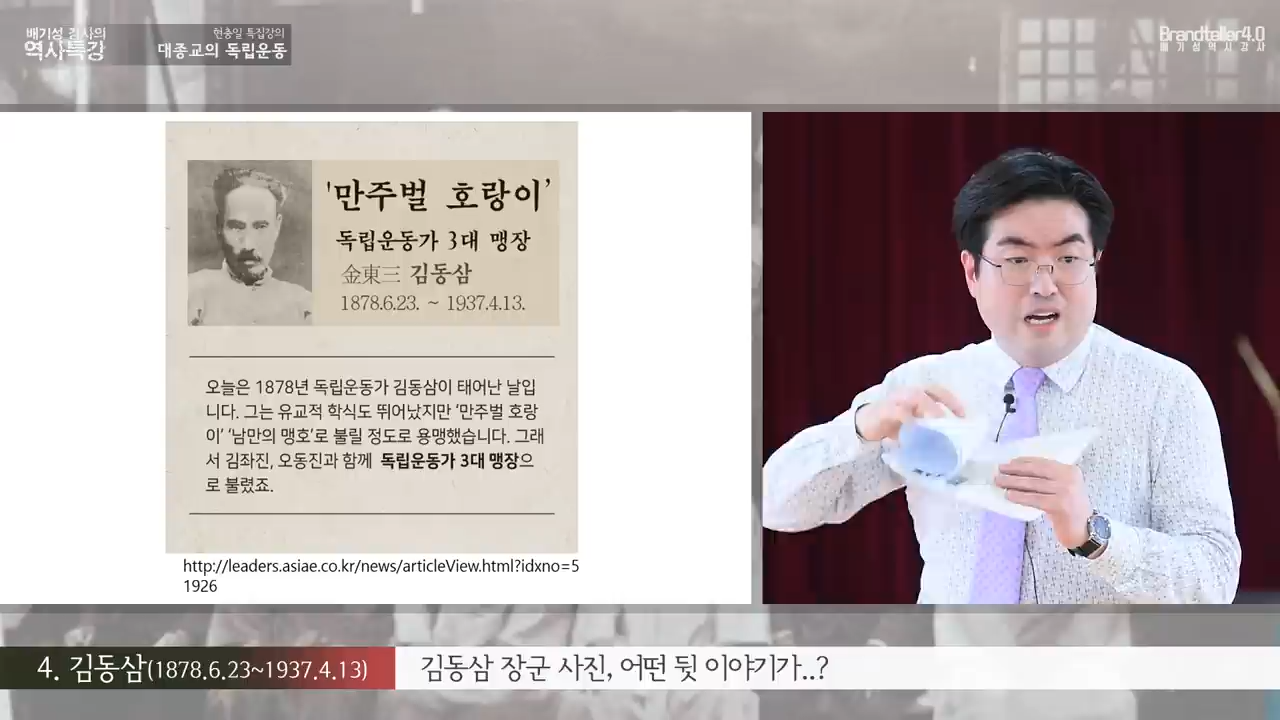 배기성 강사의
역사특강
현충일 특집강의
대종교의 독립운동
Brandteller4.0
배기성역사강사
'만주벌 호랑이'
독립운동가 3대 맹장
金東三 김동삼
1878.6.23. ~ 1937.4.13.
오늘은 1878년 독립운동가 김동삼이 태어난 날입
니다. 그는 유교적 학식도 뛰어났지만 '만주벌 호랑
이' '남만의 맹호'로 불릴 정도로 용맹했습니다. 그래
서 김좌진, 오동진과 함께 독립운동가 3대 맹장으
로 불렸죠.
http://leaders.asiae.co.kr/news/articleView.html?idxno=5
1926
4. 김동삼(1878.6.23~1937.4.13)
김동삼 장군 사진, 어떤 뒷 이야기가..?